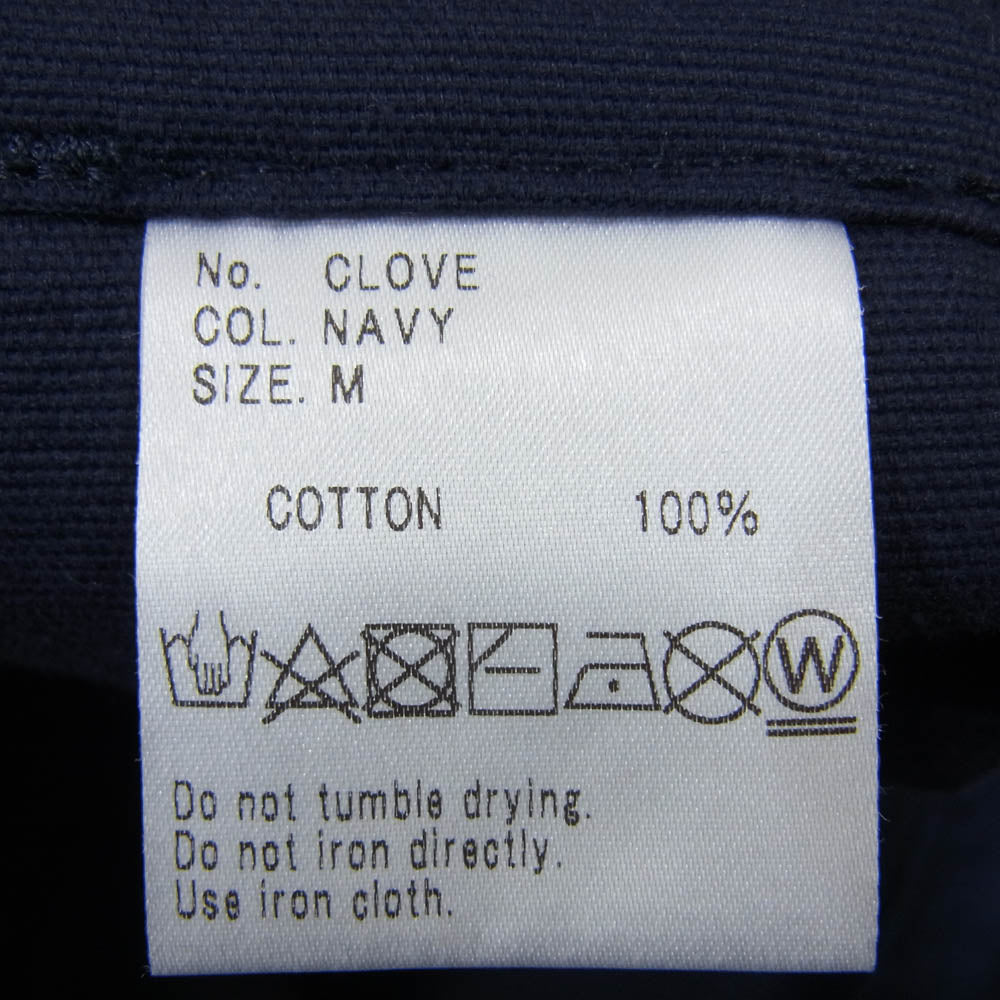 No. CLOVE
COL. NAVY
SIZE. M
COTTON 100%
W
Do not tumble drying.
Do not iron directly.
Use iron cloth.